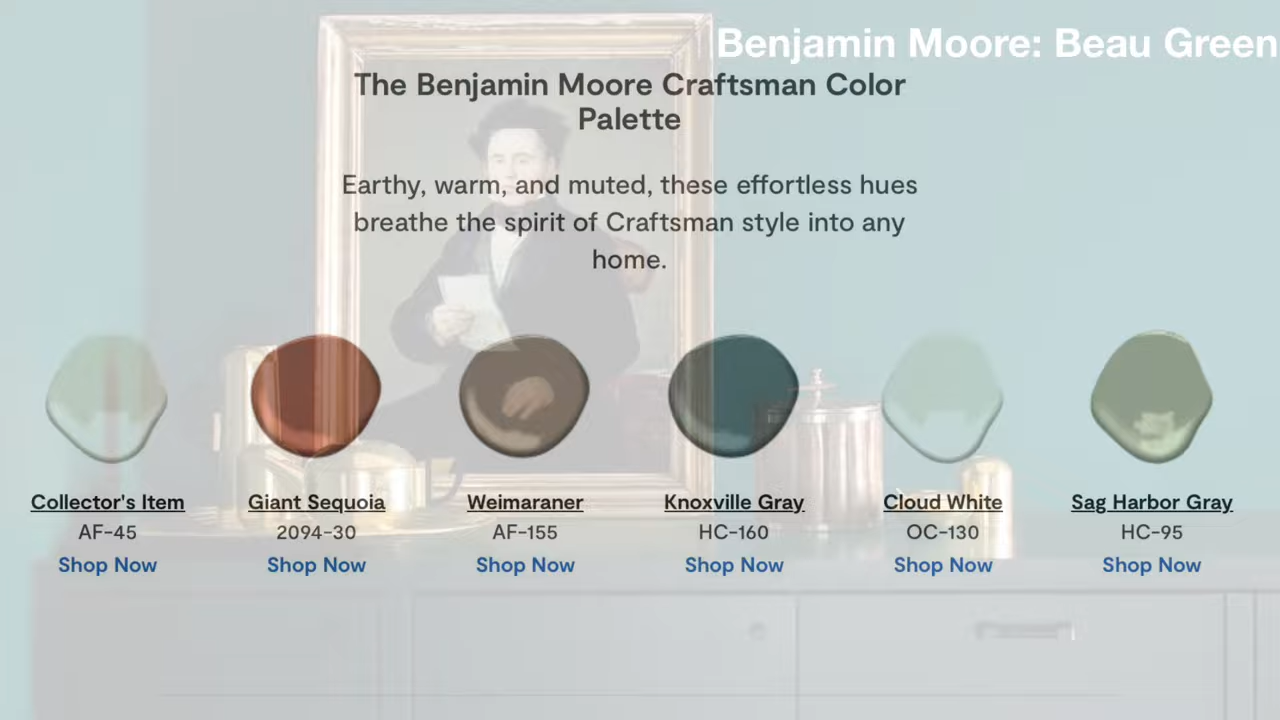 Benjamin Moore: Beau Green
The Benjamin Moore Craftsman Color
Palette
Earthy, warm, and muted, these effortless hues
breathe the spirit of Craftsman style into any
home.
Collector's Item
AF-45
Shop Now
Giant Sequoia
2094-30
Shop Now
Weimaraner
AF-155
Shop Now
Knoxville Gray
HC-160
Shop Now
Cloud White
OC-130
Shop Now
Sag Harbor Gray
HC-95
Shop Now